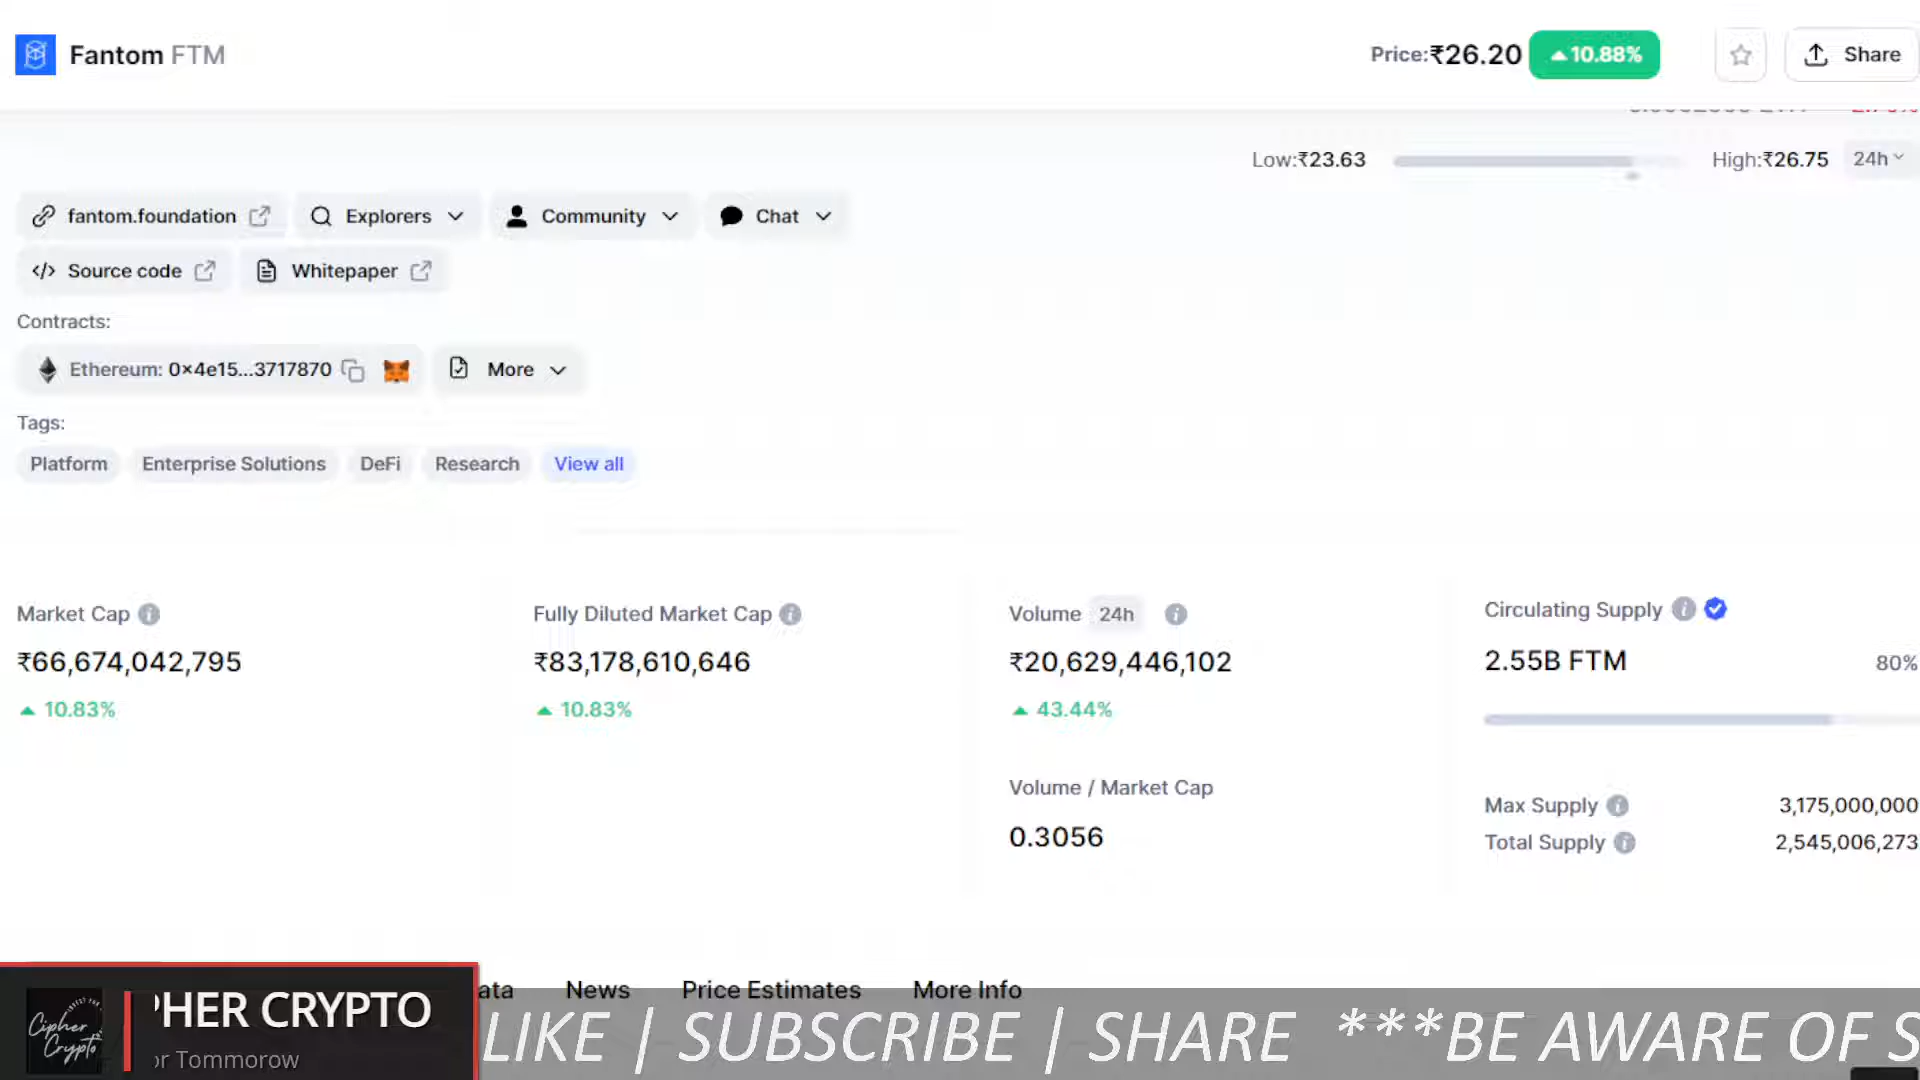 Fantom FTM
Price:₹26.20 ▲10.88%
Share
Low:₹23.63
High:₹26.75
24h
fantom.foundation
Explorers
Community
Chat
Source code
Whitepaper
Contracts:
Ethereum: 0x4e15...3717870
More
Tags:
Platform
Enterprise Solutions
DeFi
Research
View all
Market Cap
₹66,674,042,795
▲ 10.83%
Fully Diluted Market Cap
₹83,178,610,646
▲ 10.83%
Volume 24h
₹20,629,446,102
▲ 43.44%
Volume / Market Cap
0.3056
Circulating Supply
2.55B FTM
80%
Max Supply 3,175,000,000
Total Supply 2,545,006,273
ata
News
Price Estimates
More Info
Cipher
Crypto
PHER CRYPTO
or Tommorow
LIKE | SUBSCRIBE | SHARE ***BE AWARE OF S